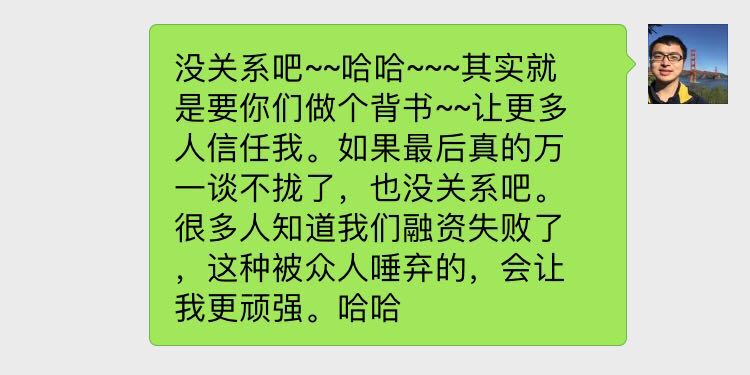 没关系吧~~哈哈~~~其实就
是要你们做个背书~~让更多
人信任我。如果最后真的万
一谈不拢了，也没关系吧。
很多人知道我们融资失败了
，这种被众人唾弃的，会让
我更顽强。哈哈